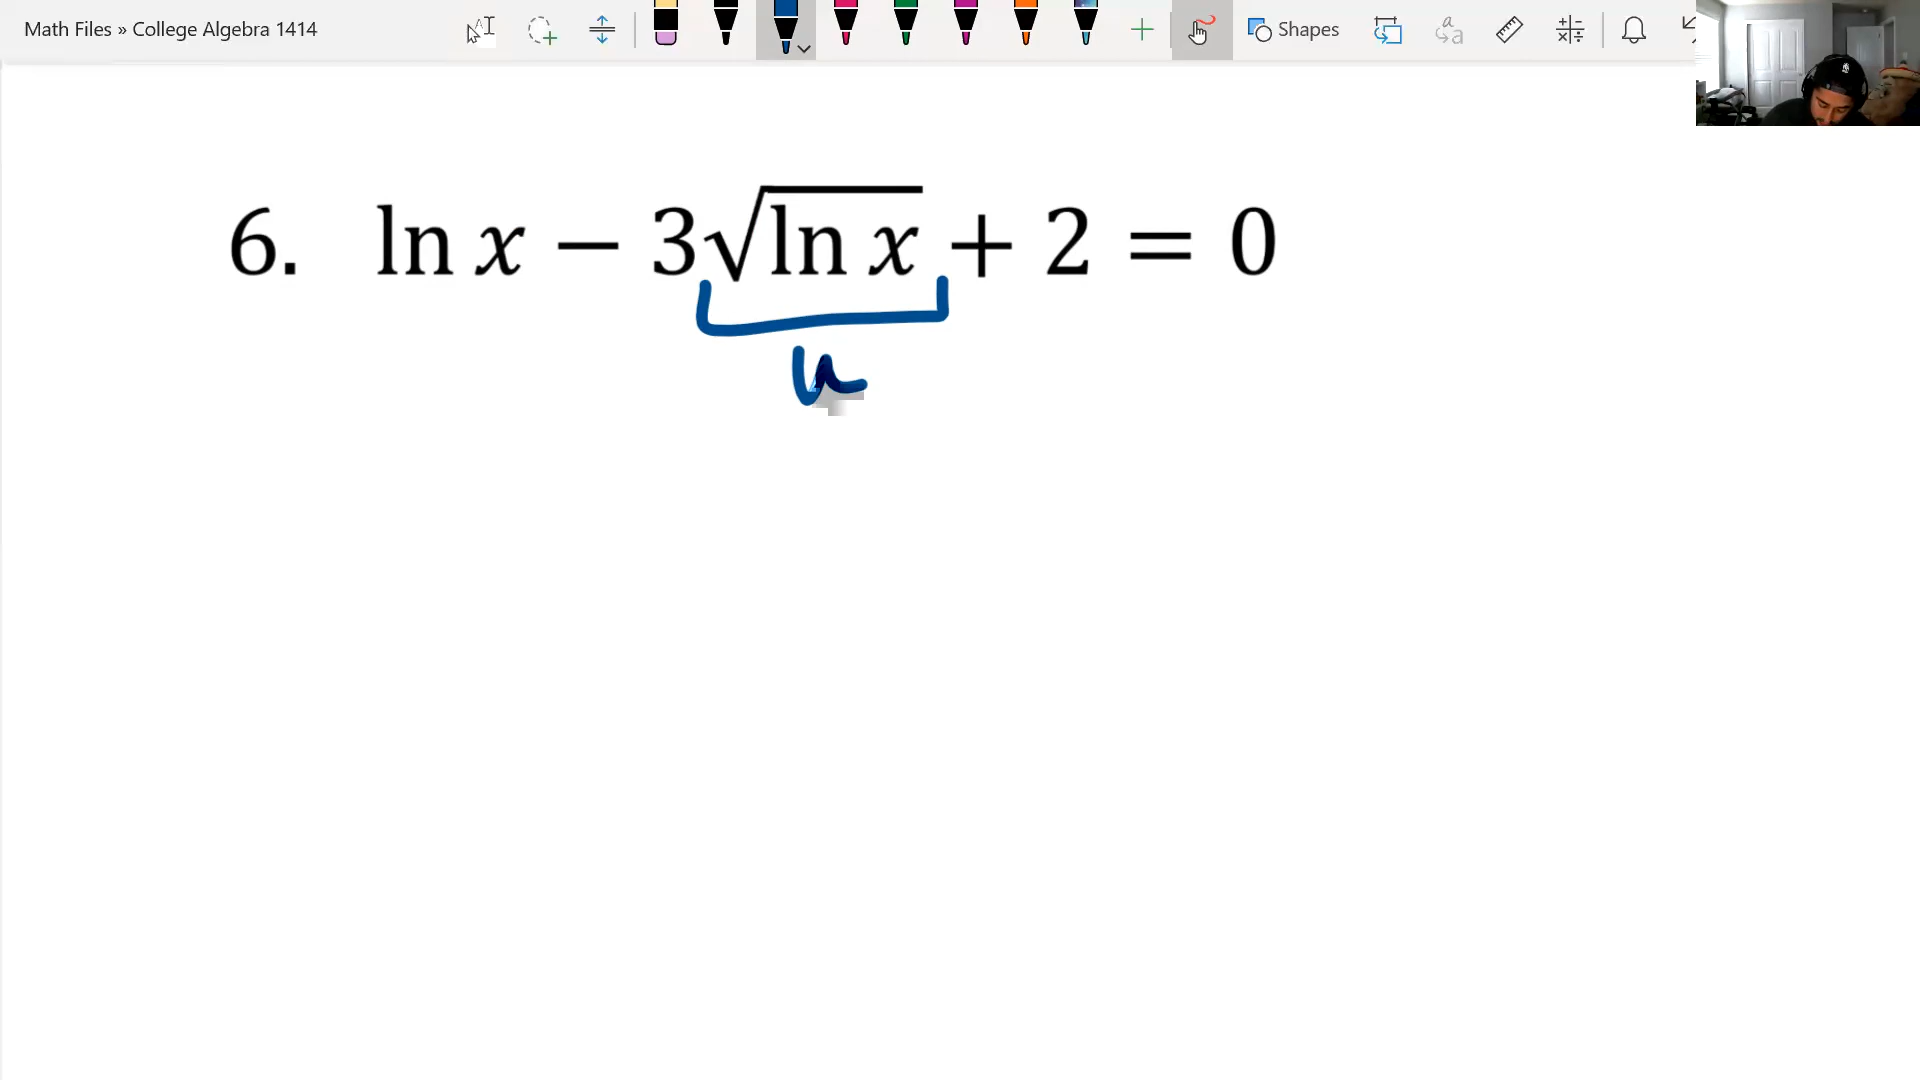 Math Files » College Algebra 1414
Shapes
6. ln x − 3√ln x + 2 = 0
u